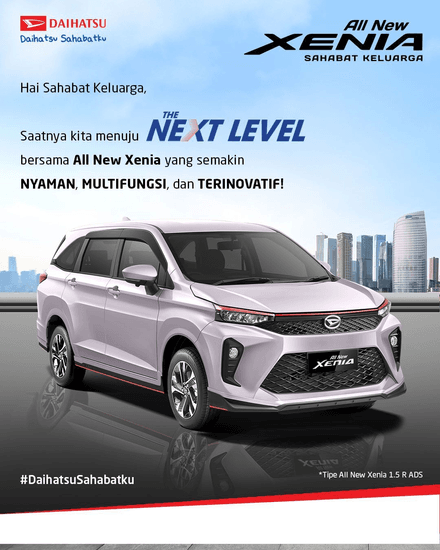 DAIHATSU
Daihatsu Sahabatku
All New
XENIA
SAHABAT KELUARGA
Hai Sahabat Keluarga,
Saatnya kita menuju THE NEXT LEVEL
bersama All New Xenia yang semakin
NYAMAN, MULTIFUNGSI, dan TERINOVATIF!
All New
XENIA
*Tipe All New Xenia 1.5 R ADS
#DaihatsuSahabatku